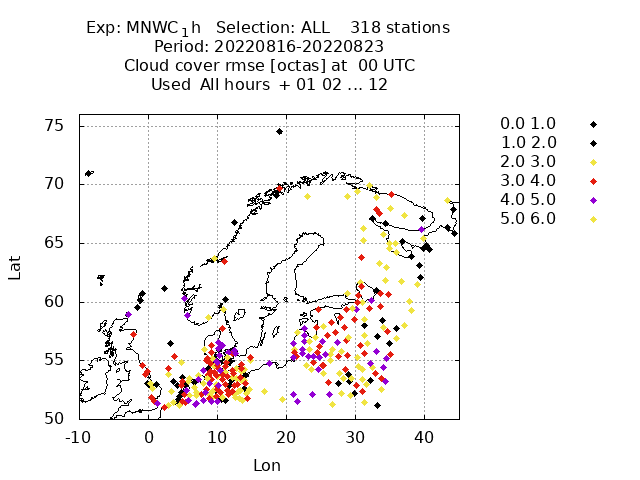 Exp: MNWC1h   Selection: ALL    318 stations
Period: 20220816-20220823
Cloud cover rmse [octas] at  00 UTC
Used  All hours  + 01 02 ... 12
0.0 1.0
1.0 2.0
2.0 3.0
3.0 4.0
4.0 5.0
5.0 6.0
75
70
65
60
55
50
Lat
-10 0 10 20 30 40
Lon